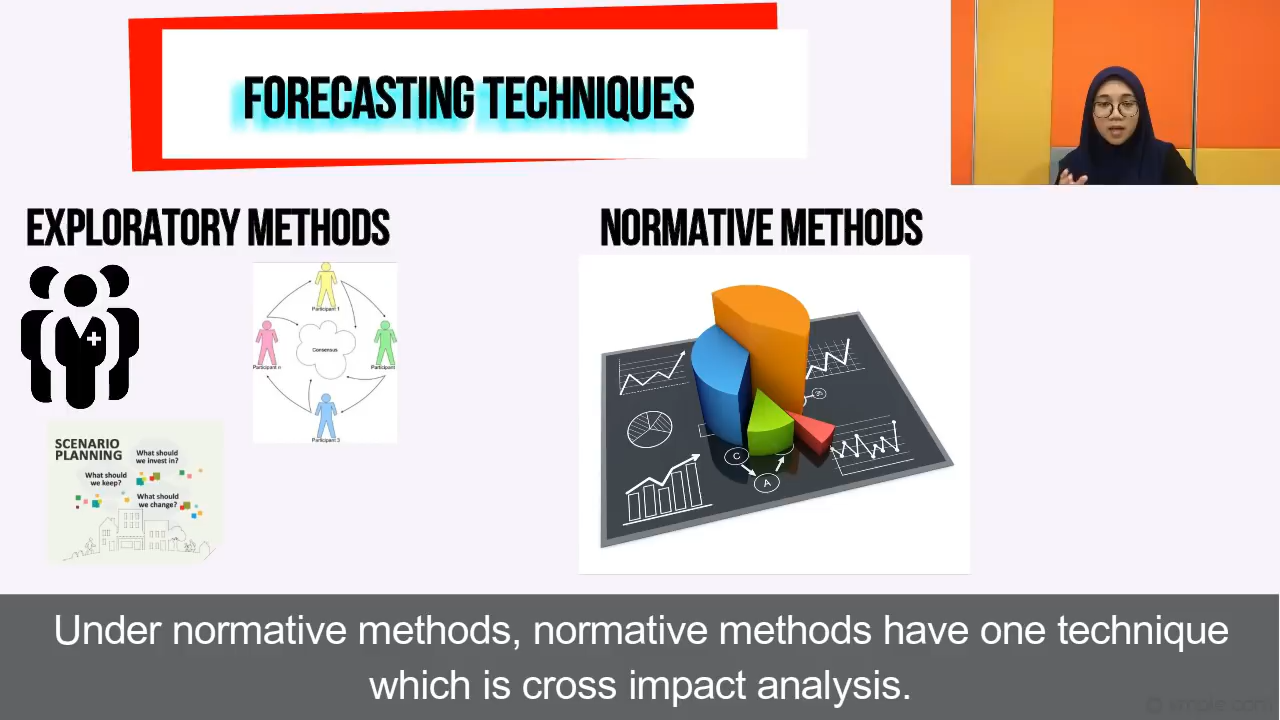 FORECASTING TECHNIQUES
EXPLORATORY METHODS
NORMATIVE METHODS
Participant 1
Consensus
Participant n
Participant
Participant 3
SCENARIO
PLANNING
What should
we invest in?
What should
we keep?
What should
we change?
C
A
Under normative methods, normative methods have one technique
which is cross impact analysis.